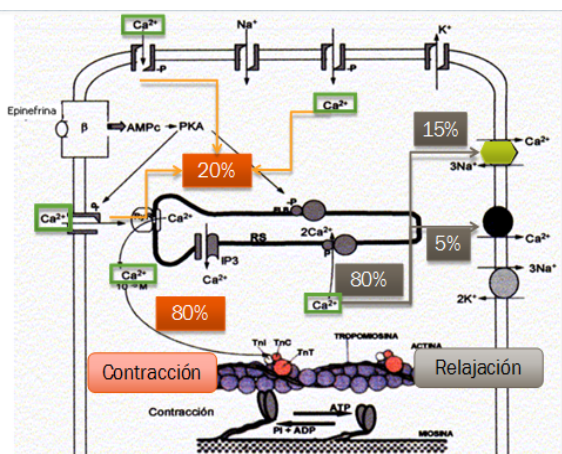 Ca²⁺
Na⁺
K⁺
-P
-P
Ca²⁺
Epinefrina
β
AMPc
PKA
15%
Ca²⁺
3Na⁺
20%
Ca²⁺
Ca²⁺
-P
2Ca²⁺
RS
P
5%
Ca²⁺
IP3
Ca²⁺
Ca²⁺
80%
3Na⁺
Ca²⁺
2K⁺
80%
TROPOMIOSINA
TnI
TnC
TnT
ACTINA
Contracción
Relajación
Contracción
ATP
PI + ADP
MIOSINA